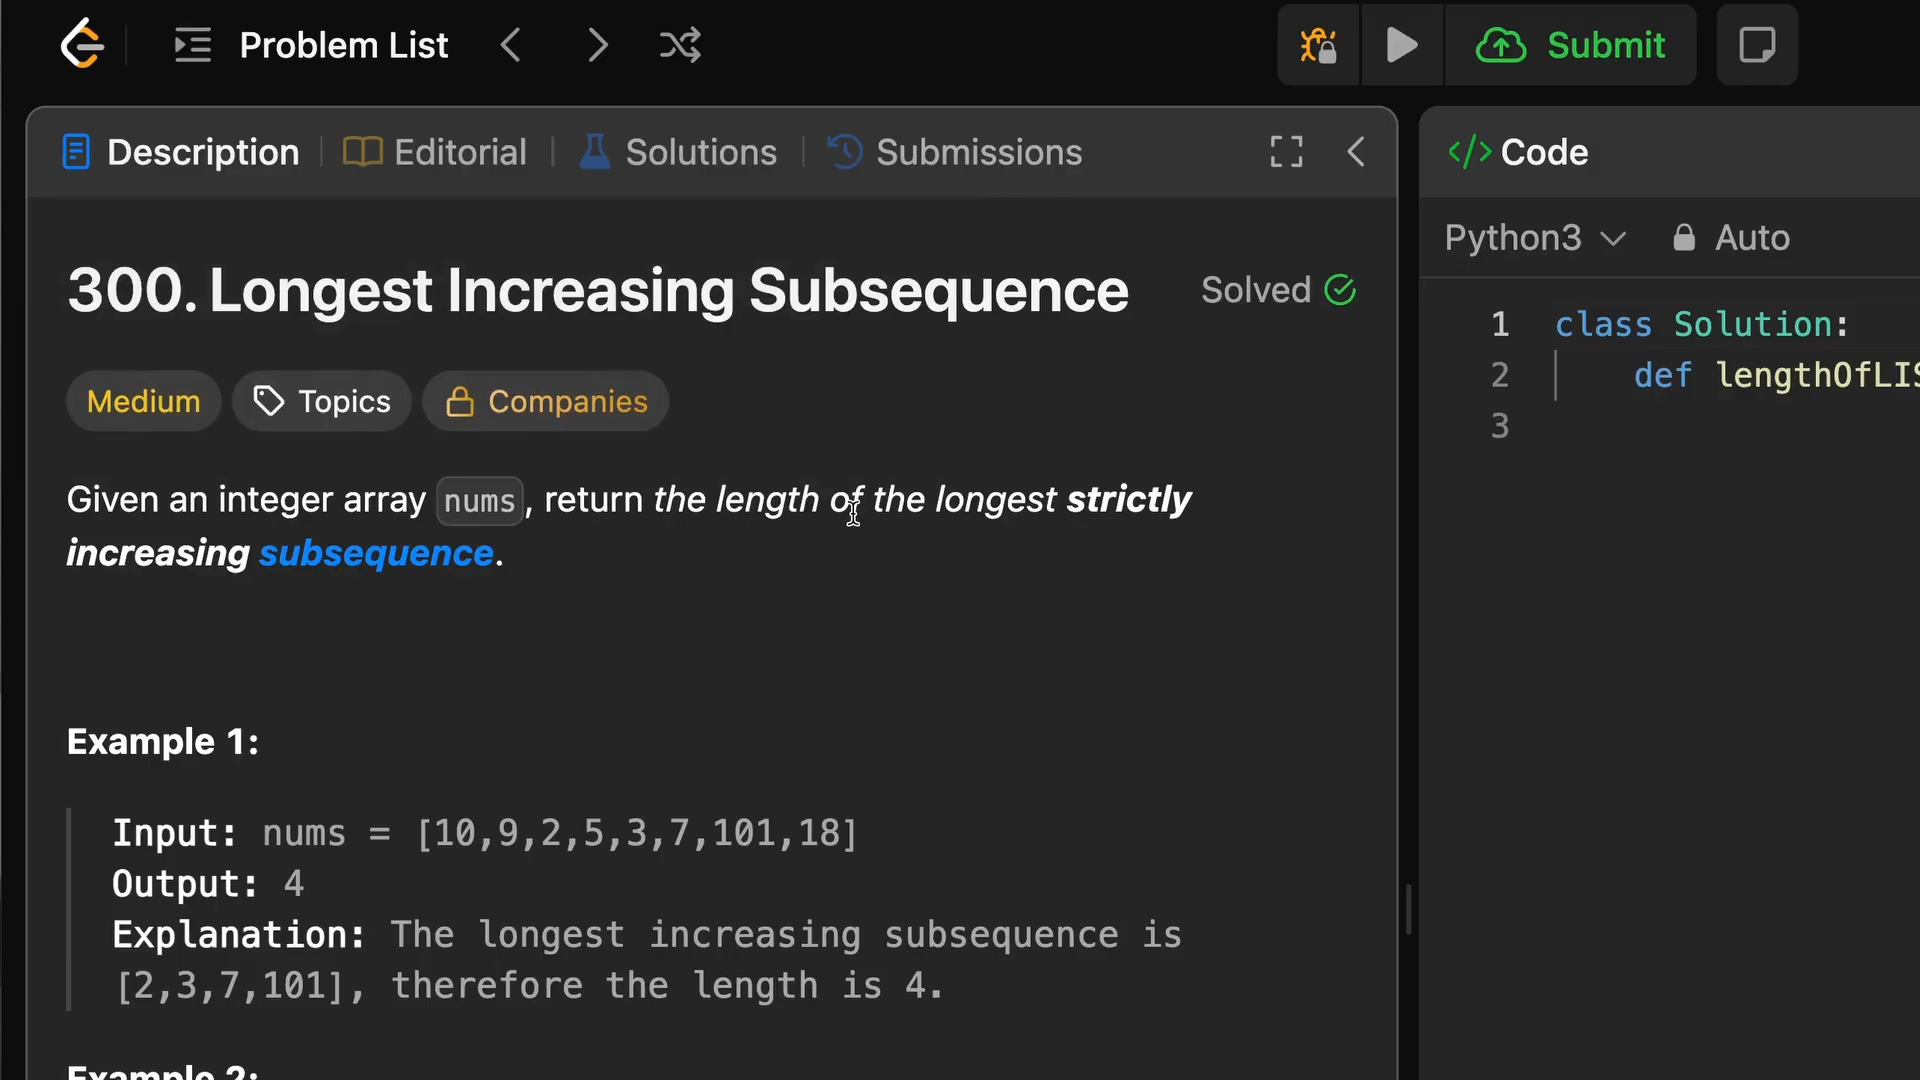 Problem List
Submit
Description
Editorial
Solutions
Submissions
300. Longest Increasing Subsequence
Solved
Medium
Topics
Companies
Given an integer array nums, return the length of the longest strictly
increasing subsequence.
Example 1:
Input: nums = [10,9,2,5,3,7,101,18]
Output: 4
Explanation: The longest increasing subsequence is
[2,3,7,101], therefore the length is 4.
Example 2:
</> Code
Python3
Auto
1 class Solution:
2 def lengthOfLIS
3